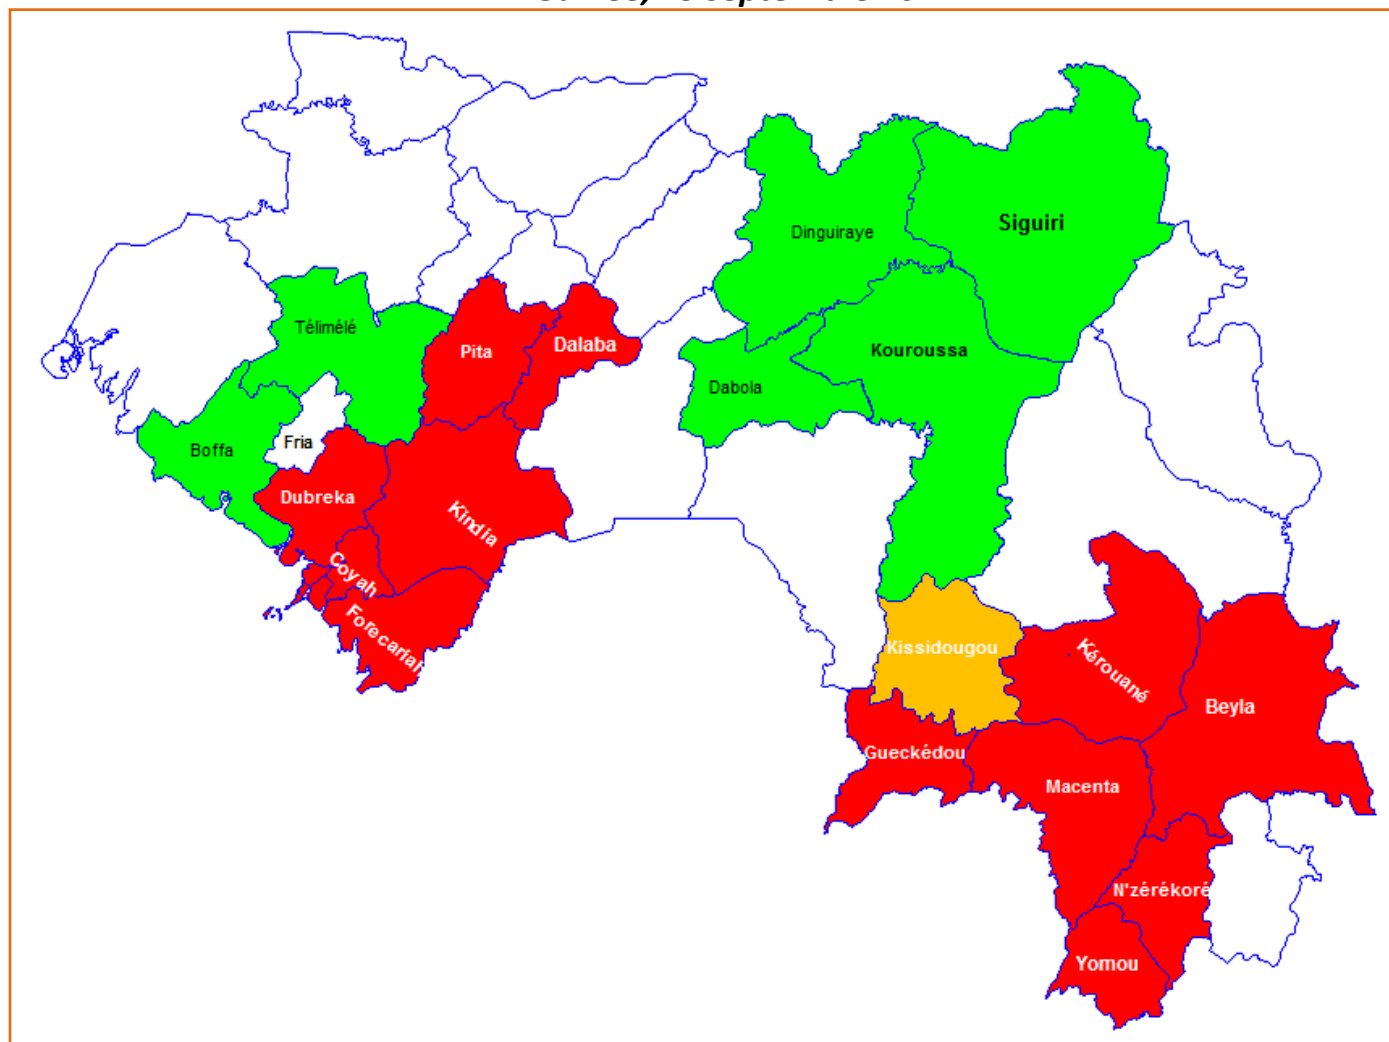 Siguiri
Dinguiraye
Télimélé
Pita
Dalaba
Kouroussa
Dabola
Fria
Boffa
Dubreka
Kindia
Coyah
Forecariah
Kissidougou
Kérouané
Beyla
Gueckédou
Macenta
N'zérékoré
Yomou